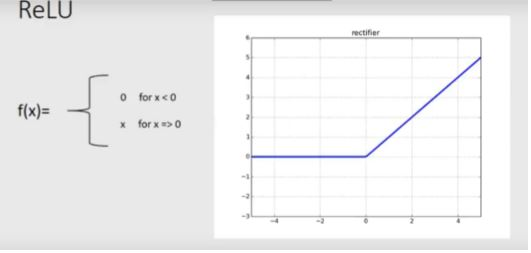 ReLU
f(x)=
0 for x < 0
x for x => 0
rectifier
6
5
4
3
2
1
0
−1
−2
−3
−4 −2 0 2 4